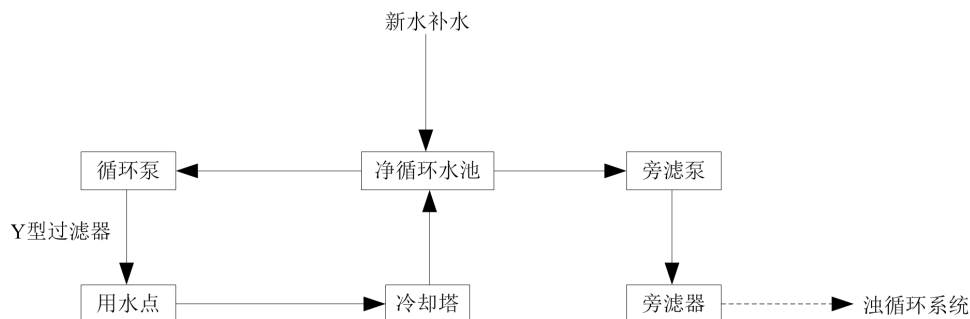 新水补水
循环泵
净循环水池
旁滤泵
Y型过滤器
用水点
冷却塔
旁滤器
浊循环系统